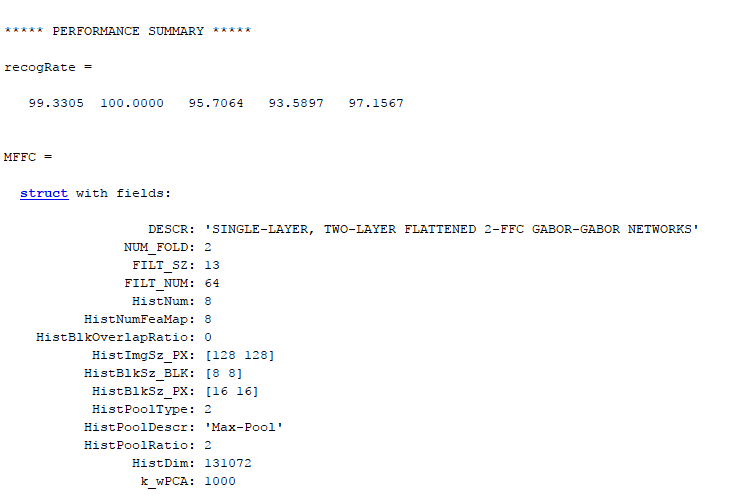 ***** PERFORMANCE SUMMARY *****
recogRate =
99.3305 100.0000 95.7064 93.5897 97.1567
MFFC =
struct with fields:
DESCR: 'SINGLE-LAYER, TWO-LAYER FLATTENED 2-FFC GABOR-GABOR NETWORKS'
NUM_FOLD: 2
FILT_SZ: 13
FILT_NUM: 64
HistNum: 8
HistNumFeaMap: 8
HistBlkOverlapRatio: 0
HistImgSz_PX: [128 128]
HistBlkSz_BLK: [8 8]
HistBlkSz_PX: [16 16]
HistPoolType: 2
HistPoolDescr: 'Max-Pool'
HistPoolRatio: 2
HistDim: 131072
k_wPCA: 1000